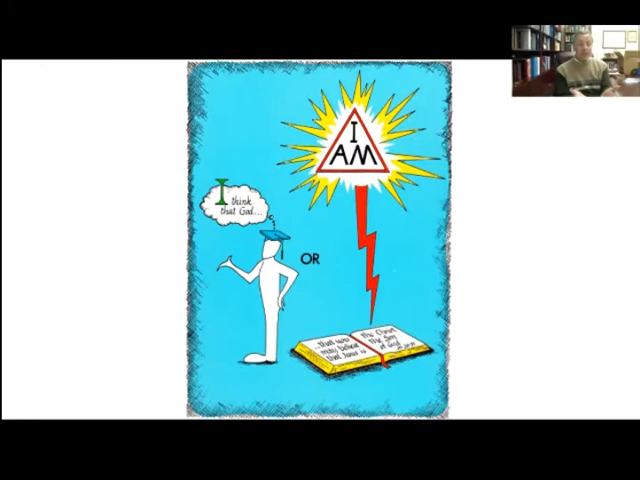 I
AM
I think
that God...
OR
...that you
may believe
that Jesus is
the Christ
the Son
of God